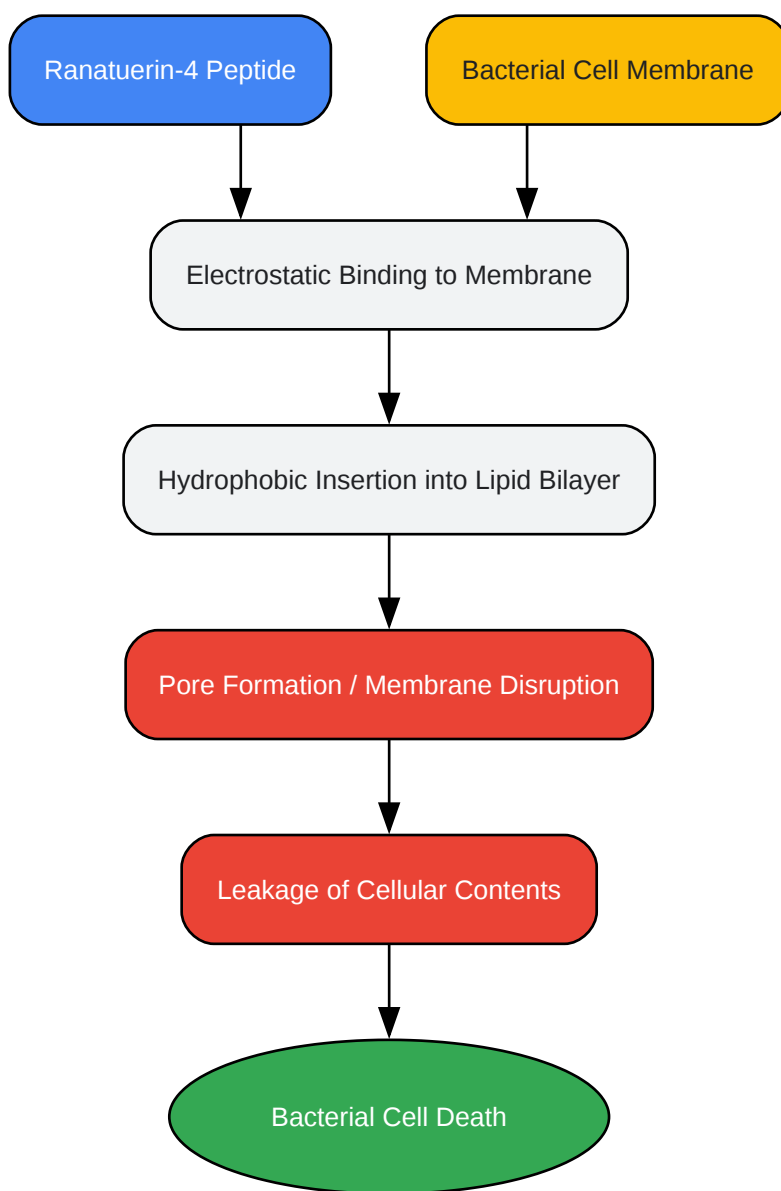 Ranatuerin-4 Peptide
Bacterial Cell Membrane
Electrostatic Binding to Membrane
Hydrophobic Insertion into Lipid Bilayer
Pore Formation / Membrane Disruption
Leakage of Cellular Contents
Bacterial Cell Death